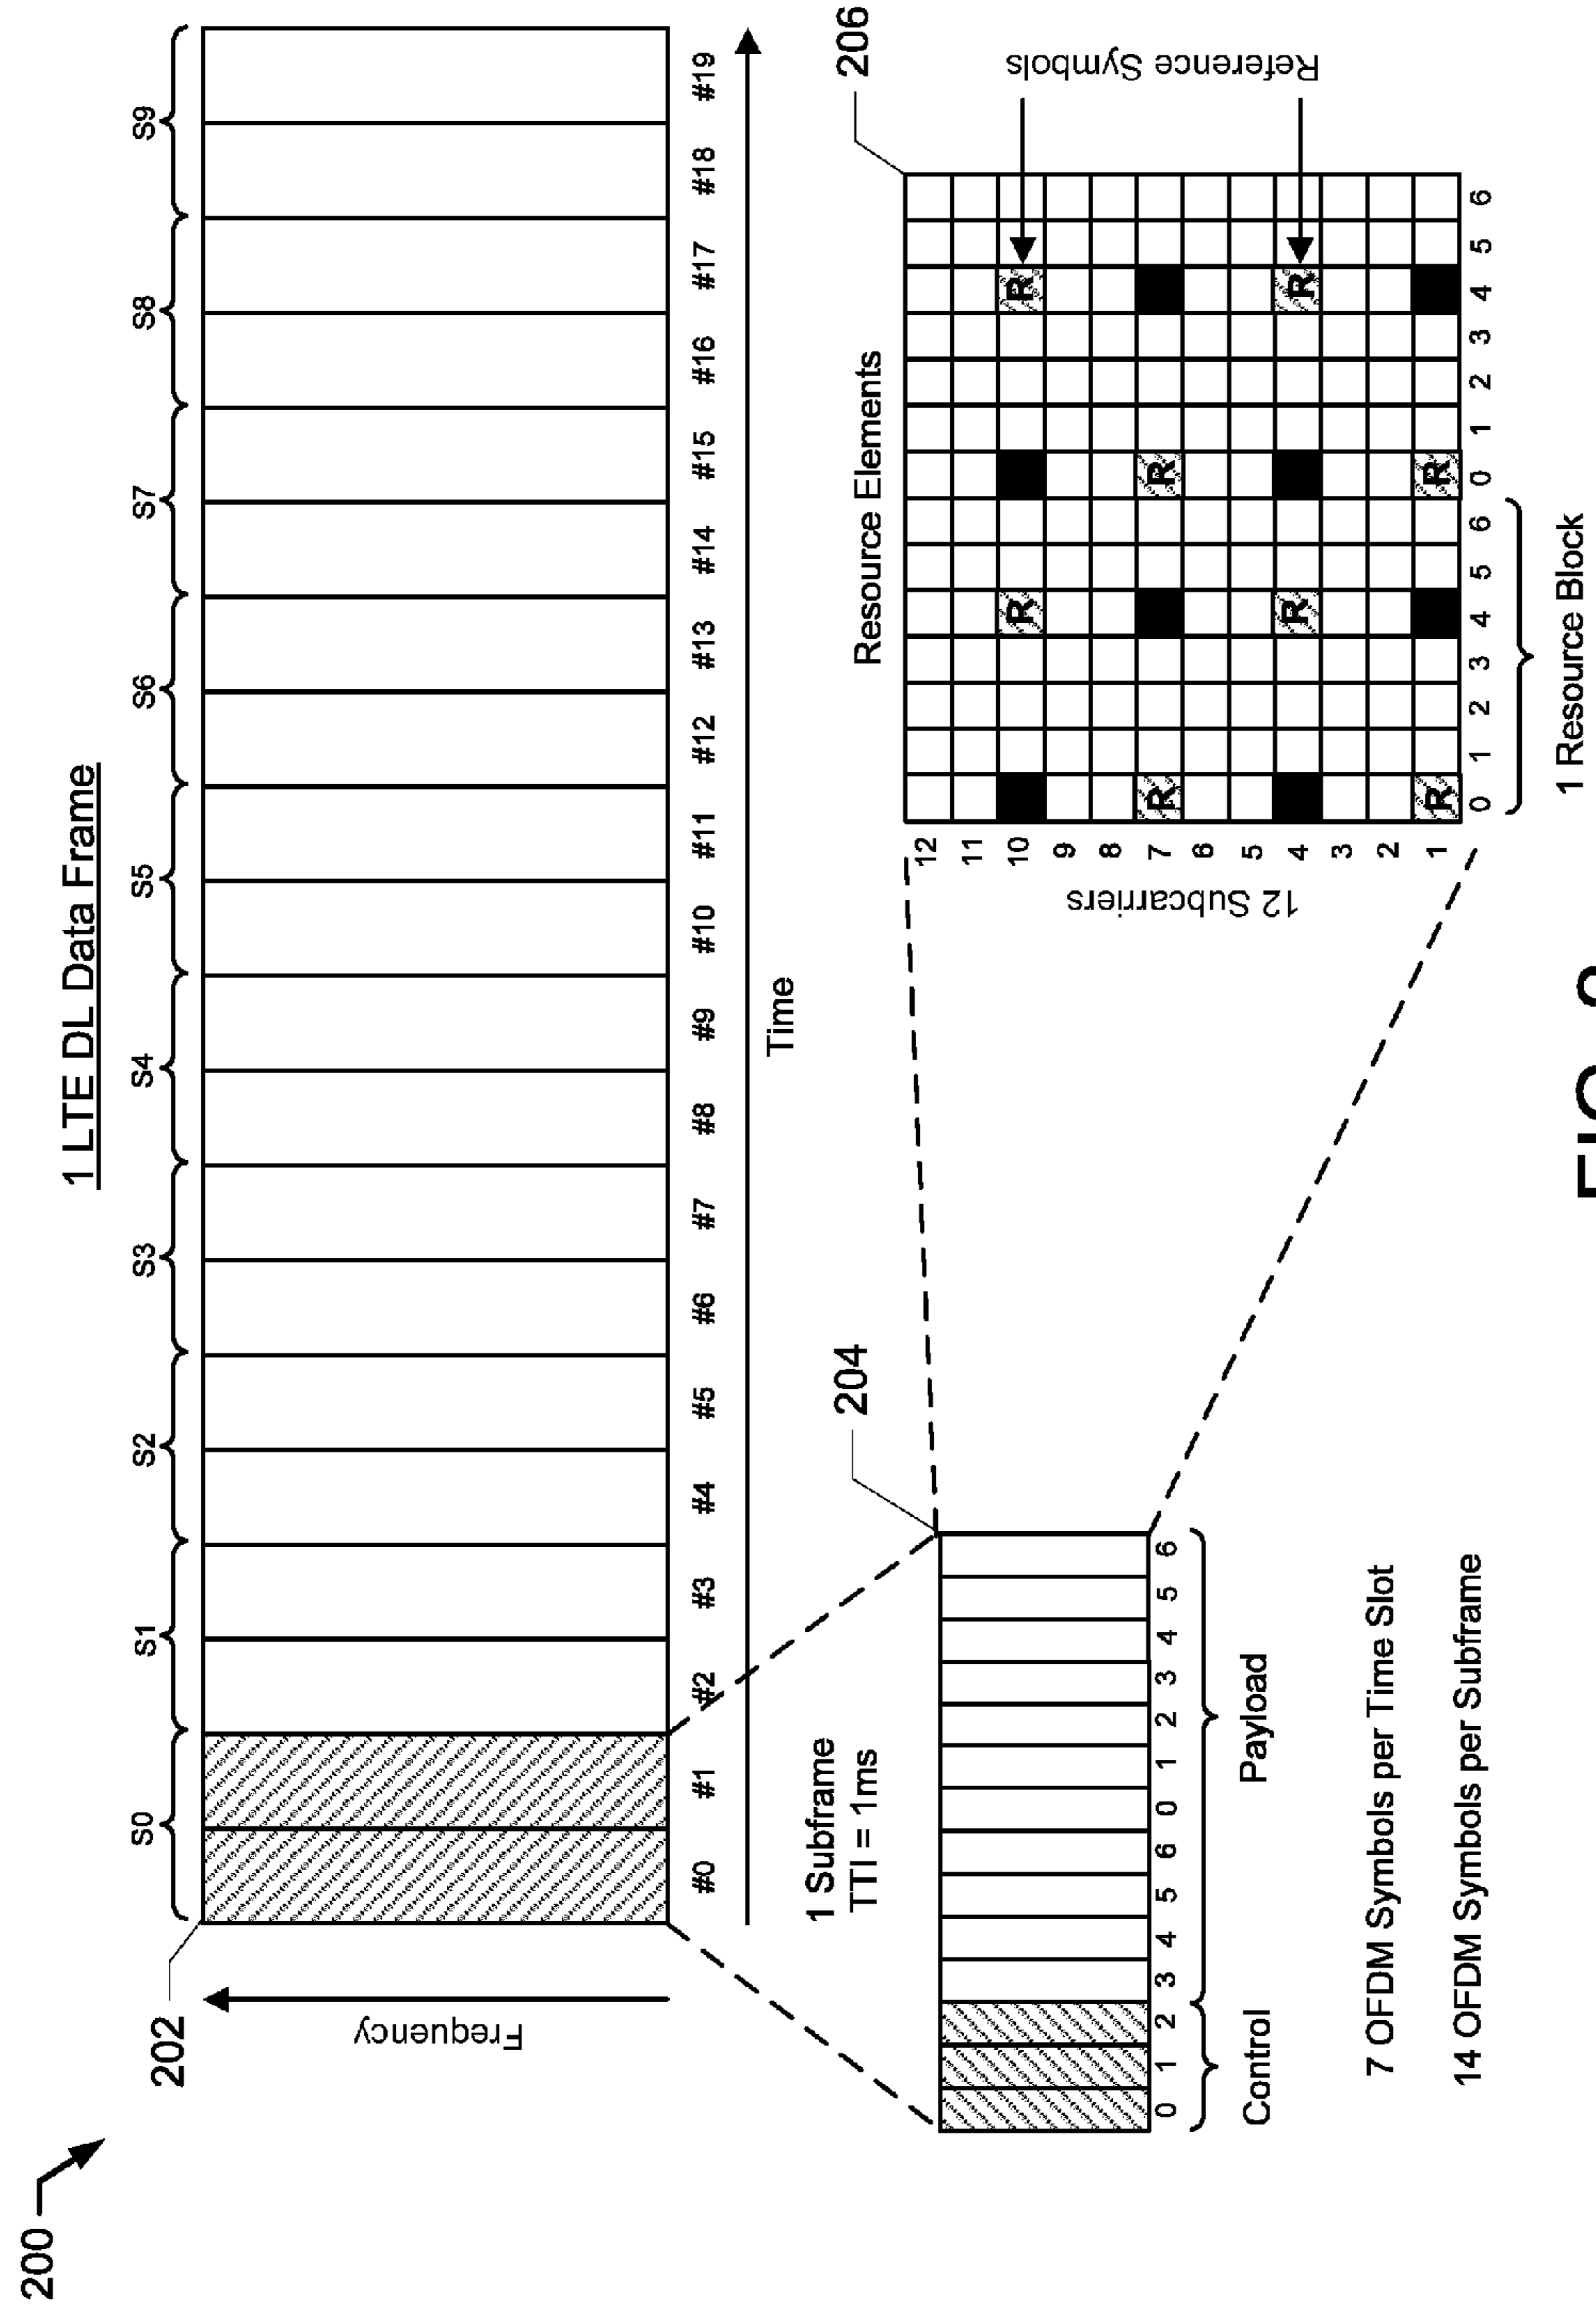 200
1 LTE DL Data Frame
202
S0 S1 S2 S3 S4 S5 S6 S7 S8 S9
Frequency
#0 #1 #2 #3 #4 #5 #6 #7 #8 #9 #10 #11 #12 #13 #14 #15 #16 #17 #18 #19
Time
1 Subframe
TTI = 1ms
204
0 1 2 3 4 5 6 0 1 2 3 4 5 6
Control
Payload
7 OFDM Symbols per Time Slot
14 OFDM Symbols per Subframe
Resource Elements
206
12 Subcarriers
12
11
10 R R
9
8
7 R R
6
5
4 R R
3
2
1 R R
0 1 2 3 4 5 6 0 1 2 3 4 5 6
Reference Symbols
1 Resource Block